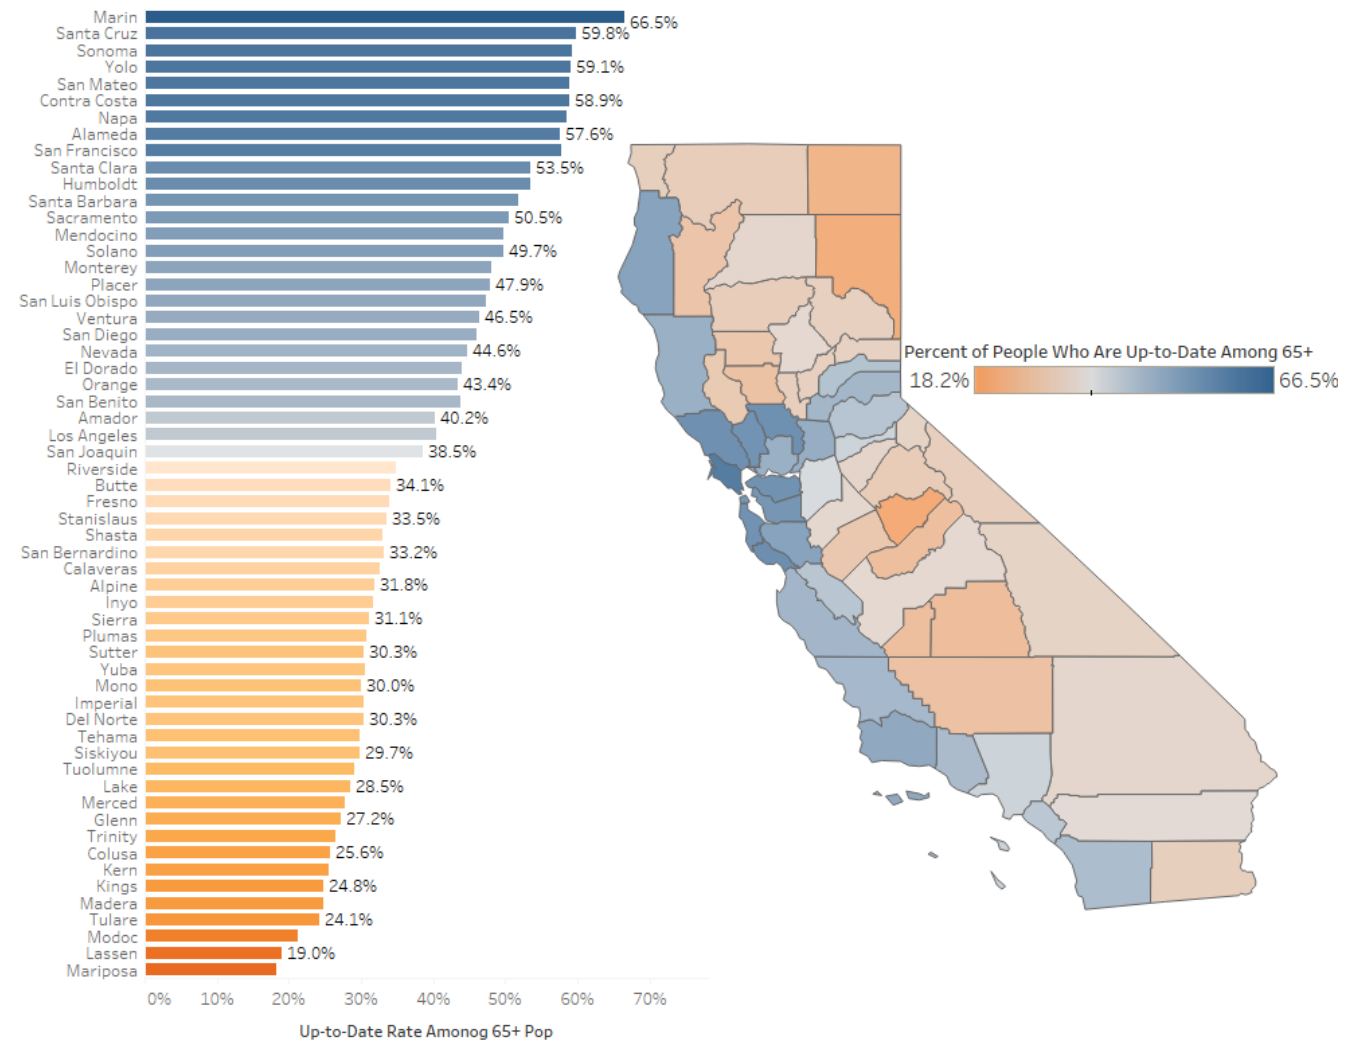 Marin 66.5%
Santa Cruz 59.8%
Sonoma
Yolo 59.1%
San Mateo
Contra Costa 58.9%
Napa
Alameda 57.6%
San Francisco
Santa Clara 53.5%
Humboldt
Santa Barbara
Sacramento 50.5%
Mendocino
Solano 49.7%
Monterey
Placer 47.9%
San Luis Obispo
Ventura 46.5%
San Diego
Nevada 44.6%
El Dorado
Orange 43.4%
San Benito
Amador 40.2%
Los Angeles
San Joaquin 38.5%
Riverside
Butte 34.1%
Fresno
Stanislaus 33.5%
Shasta
San Bernardino 33.2%
Calaveras
Alpine 31.8%
Inyo
Sierra 31.1%
Plumas
Sutter 30.3%
Yuba
Mono 30.0%
Imperial
Del Norte 30.3%
Tehama
Siskiyou 29.7%
Tuolumne
Lake 28.5%
Merced
Glenn 27.2%
Trinity
Colusa 25.6%
Kern
Kings 24.8%
Madera
Tulare 24.1%
Modoc
Lassen 19.0%
Mariposa
0% 10% 20% 30% 40% 50% 60% 70%
Up-to-Date Rate Amonog 65+ Pop
Percent of People Who Are Up-to-Date Among 65+
18.2% 66.5%